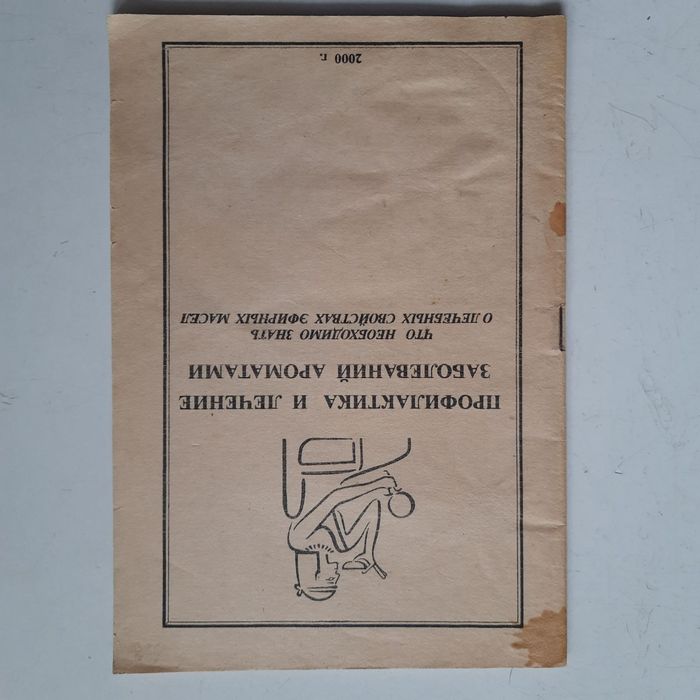 ПРОФИЛАКТИКА И ЛЕЧЕНИЕ
ЗАБОЛЕВАНИЙ АРОМАТАМИ
ЧТО НЕОБХОДИМО ЗНАТЬ
О ЛЕЧЕБНЫХ СВОЙСТВАХ ЭФИРНЫХ МАСЕЛ
2000 г.